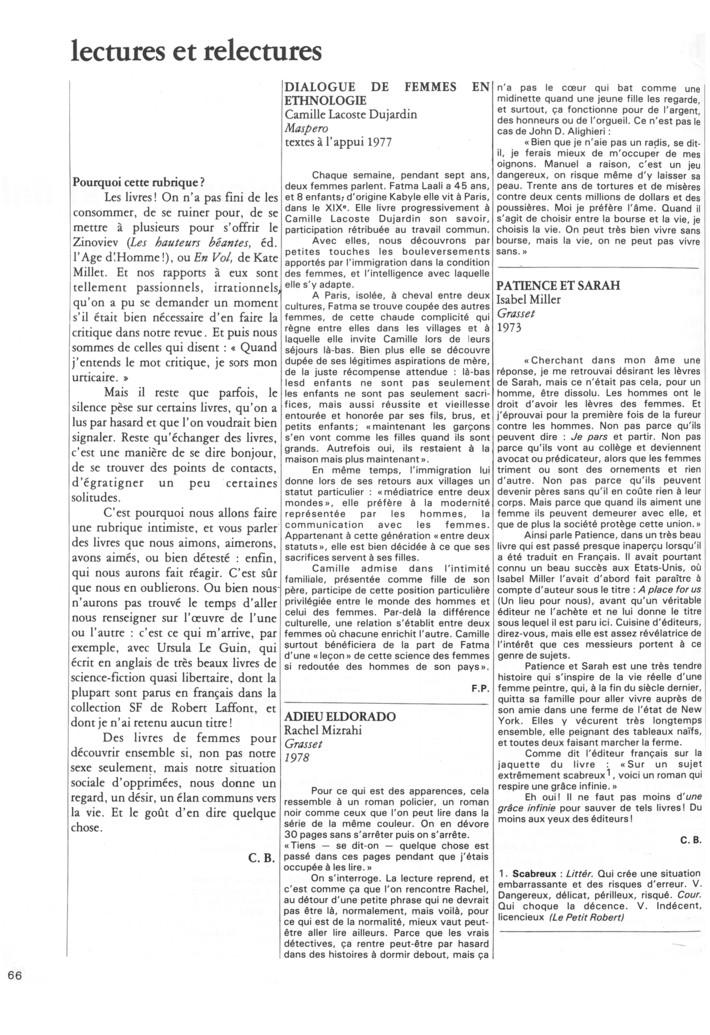 lectures et relectures
Pourquoi cette rubrique ?
Les livres ! On n'a pas fini de les
consommer, de se ruiner pour, de se
mettre à plusieurs pour s'offrir le
Zinoviev (Les hauteurs béantes, éd.
l'Age d'Homme !), ou En Vol, de Kate
Millet. Et nos rapports à eux sont
tellement passionnels, irrationnels,
qu'on a pu se demander un moment
s'il était bien nécessaire d'en faire la
critique dans notre revue. Et puis nous
sommes de celles qui disent : « Quand
j'entends le mot critique, je sors mon
urticaire. »
Mais il reste que parfois, le
silence pèse sur certains livres, qu'on a
lus par hasard et que l'on voudrait bien
signaler. Reste qu'échanger des livres,
c'est une manière de se dire bonjour,
de se trouver des points de contacts,
d'égratigner un peu certaines
solitudes.
C'est pourquoi nous allons faire
une rubrique intimiste, et vous parler
des livres que nous aimons, aimerons,
avons aimés, ou bien détesté : enfin,
qui nous aurons fait réagir. C'est sûr
que nous en oublierons. Ou bien nous
n'aurons pas trouvé le temps d'aller
nous renseigner sur l'œuvre de l'une
ou l'autre : c'est ce qui m'arrive, par
exemple, avec Ursula Le Guin, qui
écrit en anglais de très beaux livres de
science-fiction quasi libertaire, dont la
plupart sont parus en français dans la
collection SF de Robert Laffont, et
dont je n'ai retenu aucun titre !
Des livres de femmes pour
découvrir ensemble si, non pas notre
sexe seulement, mais notre situation
sociale d'opprimées, nous donne un
regard, un désir, un élan communs vers
la vie. Et le goût d'en dire quelque
chose.
C. B.
DIALOGUE DE FEMMES EN
ETHNOLOGIE
Camille Lacoste Dujardin
Maspero
textes à l'appui 1977
Chaque semaine, pendant sept ans,
deux femmes parlent. Fatma Laali a 45 ans,
et 8 enfants, d'origine Kabyle elle vit à Paris,
dans le XIXe. Elle livre progressivement à
Camille Lacoste Dujardin son savoir,
participation rétribuée au travail commun.
Avec elles, nous découvrons par
petites touches les bouleversements
apportés par l'immigration dans la condition
des femmes, et l'intelligence avec laquelle
elle s'y adapte.
A Paris, isolée, à cheval entre deux
cultures, Fatma se trouve coupée des autres
femmes, de cette chaude complicité qui
règne entre elles dans les villages et à
laquelle elle invite Camille lors de leurs
séjours là-bas. Bien plus elle se découvre
dupée de ses légitimes aspirations de mère,
de la juste récompense attendue : là-bas
lesd enfants ne sont pas seulement
les enfants ne sont pas seulement sacri-
fices, mais aussi réussite et vieillesse
entourée et honorée par ses fils, brus, et
petits enfants ; « maintenant les garçons
s'en vont comme les filles quand ils sont
grands. Autrefois oui, ils restaient à la
maison mais plus maintenant ».
En même temps, l'immigration lui
donne lors de ses retours aux villages un
statut particulier : « médiatrice entre deux
mondes », elle préfère à la modernité
représentée par les hommes, la
communication avec les femmes.
Appartenant à cette génération « entre deux
statuts », elle est bien décidée à ce que ses
sacrifices servent à ses filles.
Camille admise dans l'intimité
familiale, présentée comme fille de son
père, participe de cette position particulière
privilégiée entre le monde des hommes et
celui des femmes. Par-delà la différence
culturelle, une relation s'établit entre deux
femmes où chacune enrichit l'autre. Camille
surtout bénéficiera de la part de Fatma
d'une « leçon » de cette science des femmes
si redoutée des hommes de son pays ».
F.P.
ADIEU ELDORADO
Rachel Mizrahi
Grasset
1978
Pour ce qui est des apparences, cela
ressemble à un roman policier, un roman
noir comme ceux que l'on peut lire dans la
série de la même couleur. On en dévore
30 pages sans s'arrêter puis on s'arrête.
« Tiens — se dit-on — quelque chose est
passé dans ces pages pendant que j'étais
occupée à les lire. »
On s'interroge. La lecture reprend, et
c'est comme ça que l'on rencontre Rachel,
au détour d'une petite phrase qui ne devrait
pas être là, normalement, mais voilà, pour
ce qui est de la normalité, mieux vaut peut-
être aller lire ailleurs. Parce que les vrais
détectives, ça rentre peut-être par hasard
dans des histoires à dormir debout, mais ça
n'a pas le cœur qui bat comme une
midinette quand une jeune fille les regarde,
et surtout, ça fonctionne pour de l'argent,
des honneurs ou de l'orgueil. Ce n'est pas le
cas de John D. Alighieri :
« Bien que je n'aie pas un radis, se dit-
il, je ferais mieux de m'occuper de mes
oignons. Manuel a raison, c'est un jeu
dangereux, on risque même d'y laisser sa
peau. Trente ans de tortures et de misères
contre deux cents millions de dollars et des
poussières. Moi je préfère l'âme. Quand il
s'agit de choisir entre la bourse et la vie, je
choisis la vie. On peut très bien vivre sans
bourse, mais la vie, on ne peut pas vivre
sans. »
PATIENCE ET SARAH
Isabel Miller
Grasset
1973
« Cherchant dans mon âme une
réponse, je me retrouvai désirant les lèvres
de Sarah, mais ce n'était pas cela, pour un
homme, être dissolu. Les hommes ont le
droit d'avoir les lèvres des femmes. Et
j'éprouvai pour la première fois de la fureur
contre les hommes. Non pas parce qu'ils
peuvent dire : Je pars et partir. Non pas
parce qu'ils vont au collège et deviennent
avocat ou prédicateur, alors que les femmes
triment ou sont des ornements et rien
d'autre. Non pas parce qu'ils peuvent
devenir pères sans qu'il en coûte rien à leur
corps. Mais parce que quand ils aiment une
femme ils peuvent demeurer avec elle, et
que de plus la société protège cette union. »
Ainsi parle Patience, dans un très beau
livre qui est passé presque inaperçu lorsqu'il
a été traduit en Français. Il avait pourtant
connu un beau succès aux Etats-Unis, où
Isabel Miller l'avait d'abord fait paraître à
compte d'auteur sous le titre : A place for us
(Un lieu pour nous), avant qu'un véritable
éditeur ne l'achète et ne lui donne le titre
sous lequel il est paru ici. Cuisine d'éditeurs,
direz-vous, mais elle est assez révélatrice de
l'intérêt que ces messieurs portent à ce
genre de sujets.
Patience et Sarah est une très tendre
histoire qui s'inspire de la vie réelle d'une
femme peintre, qui, à la fin du siècle dernier,
quitta sa famille pour aller vivre auprès de
son amie dans une ferme de l'état de New
York. Elles y vécurent très longtemps
ensemble, elle peignant des tableaux naïfs,
et toutes deux faisant marcher la ferme.
Comme dit l'éditeur français sur la
jaquette du livre : « Sur un sujet
extrêmement scabreux1, voici un roman qui
respire une grâce infinie. »
Eh oui ! Il ne faut pas moins d'une
grâce infinie pour sauver de tels livres ! Du
moins aux yeux des éditeurs !
C. B.
1. Scabreux : Littér. Qui crée une situation
embarrassante et des risques d'erreur. V.
Dangereux, délicat, périlleux, risqué. Cour.
Qui choque la décence. V. Indécent,
licencieux (Le Petit Robert)
66